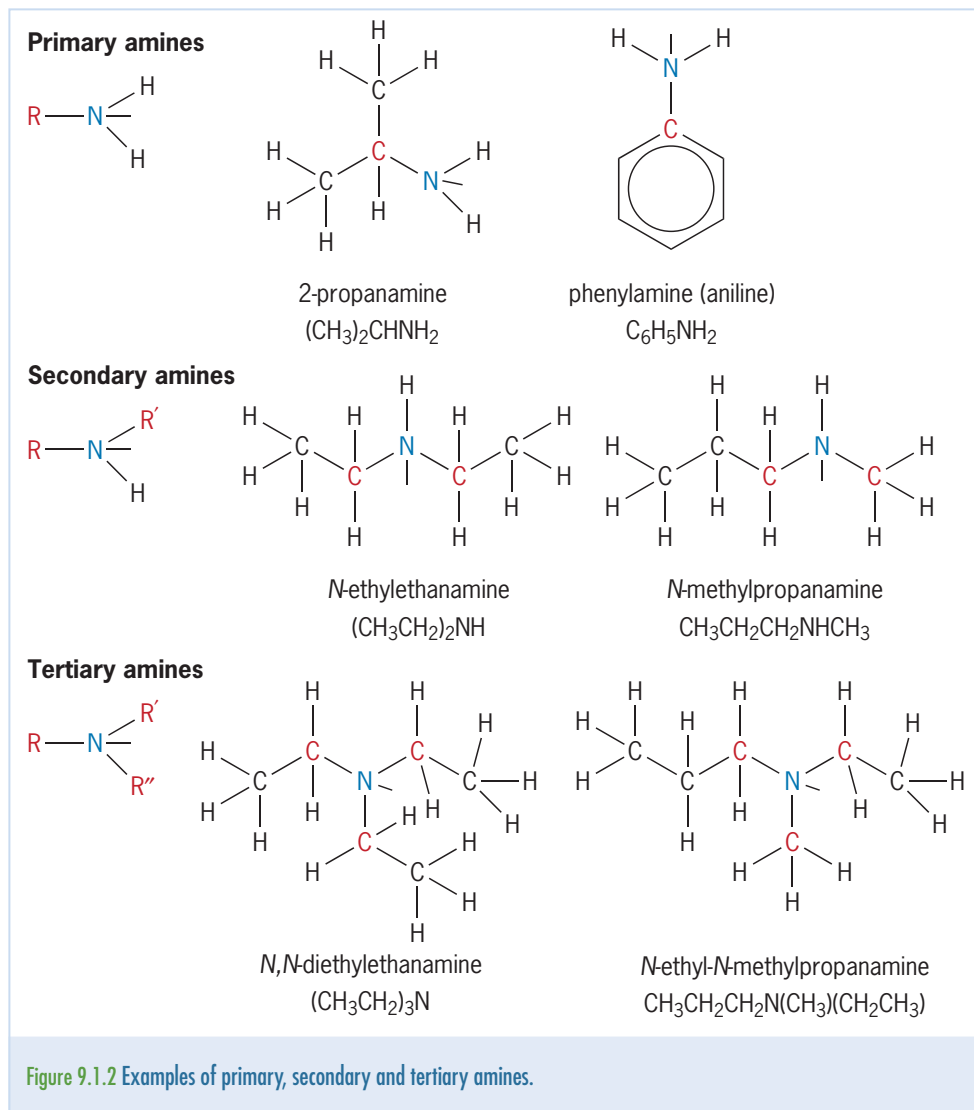 Primary amines
R N H H
H C H H H C C H H H N H H
H N H C
2-propanamine
(CH3)2CHNH2
phenylamine (aniline)
C6H5NH2
Secondary amines
R N R′ H
H H C H H C H H N H C H H C H H H
H H C H C H H C H H N H C H H H
N-ethylethanamine
(CH3CH2)2NH
N-methylpropanamine
CH3CH2CH2NHCH3
Tertiary amines
R N R′ R″
H H C H H C H N H C H H C H H H C H H C H H H
H H C H H C H H C H N H C H H C H H H C H H
N,N-diethylethanamine
(CH3CH2)3N
N-ethyl-N-methylpropanamine
CH3CH2CH2N(CH3)(CH2CH3)
Figure 9.1.2 Examples of primary, secondary and tertiary amines.